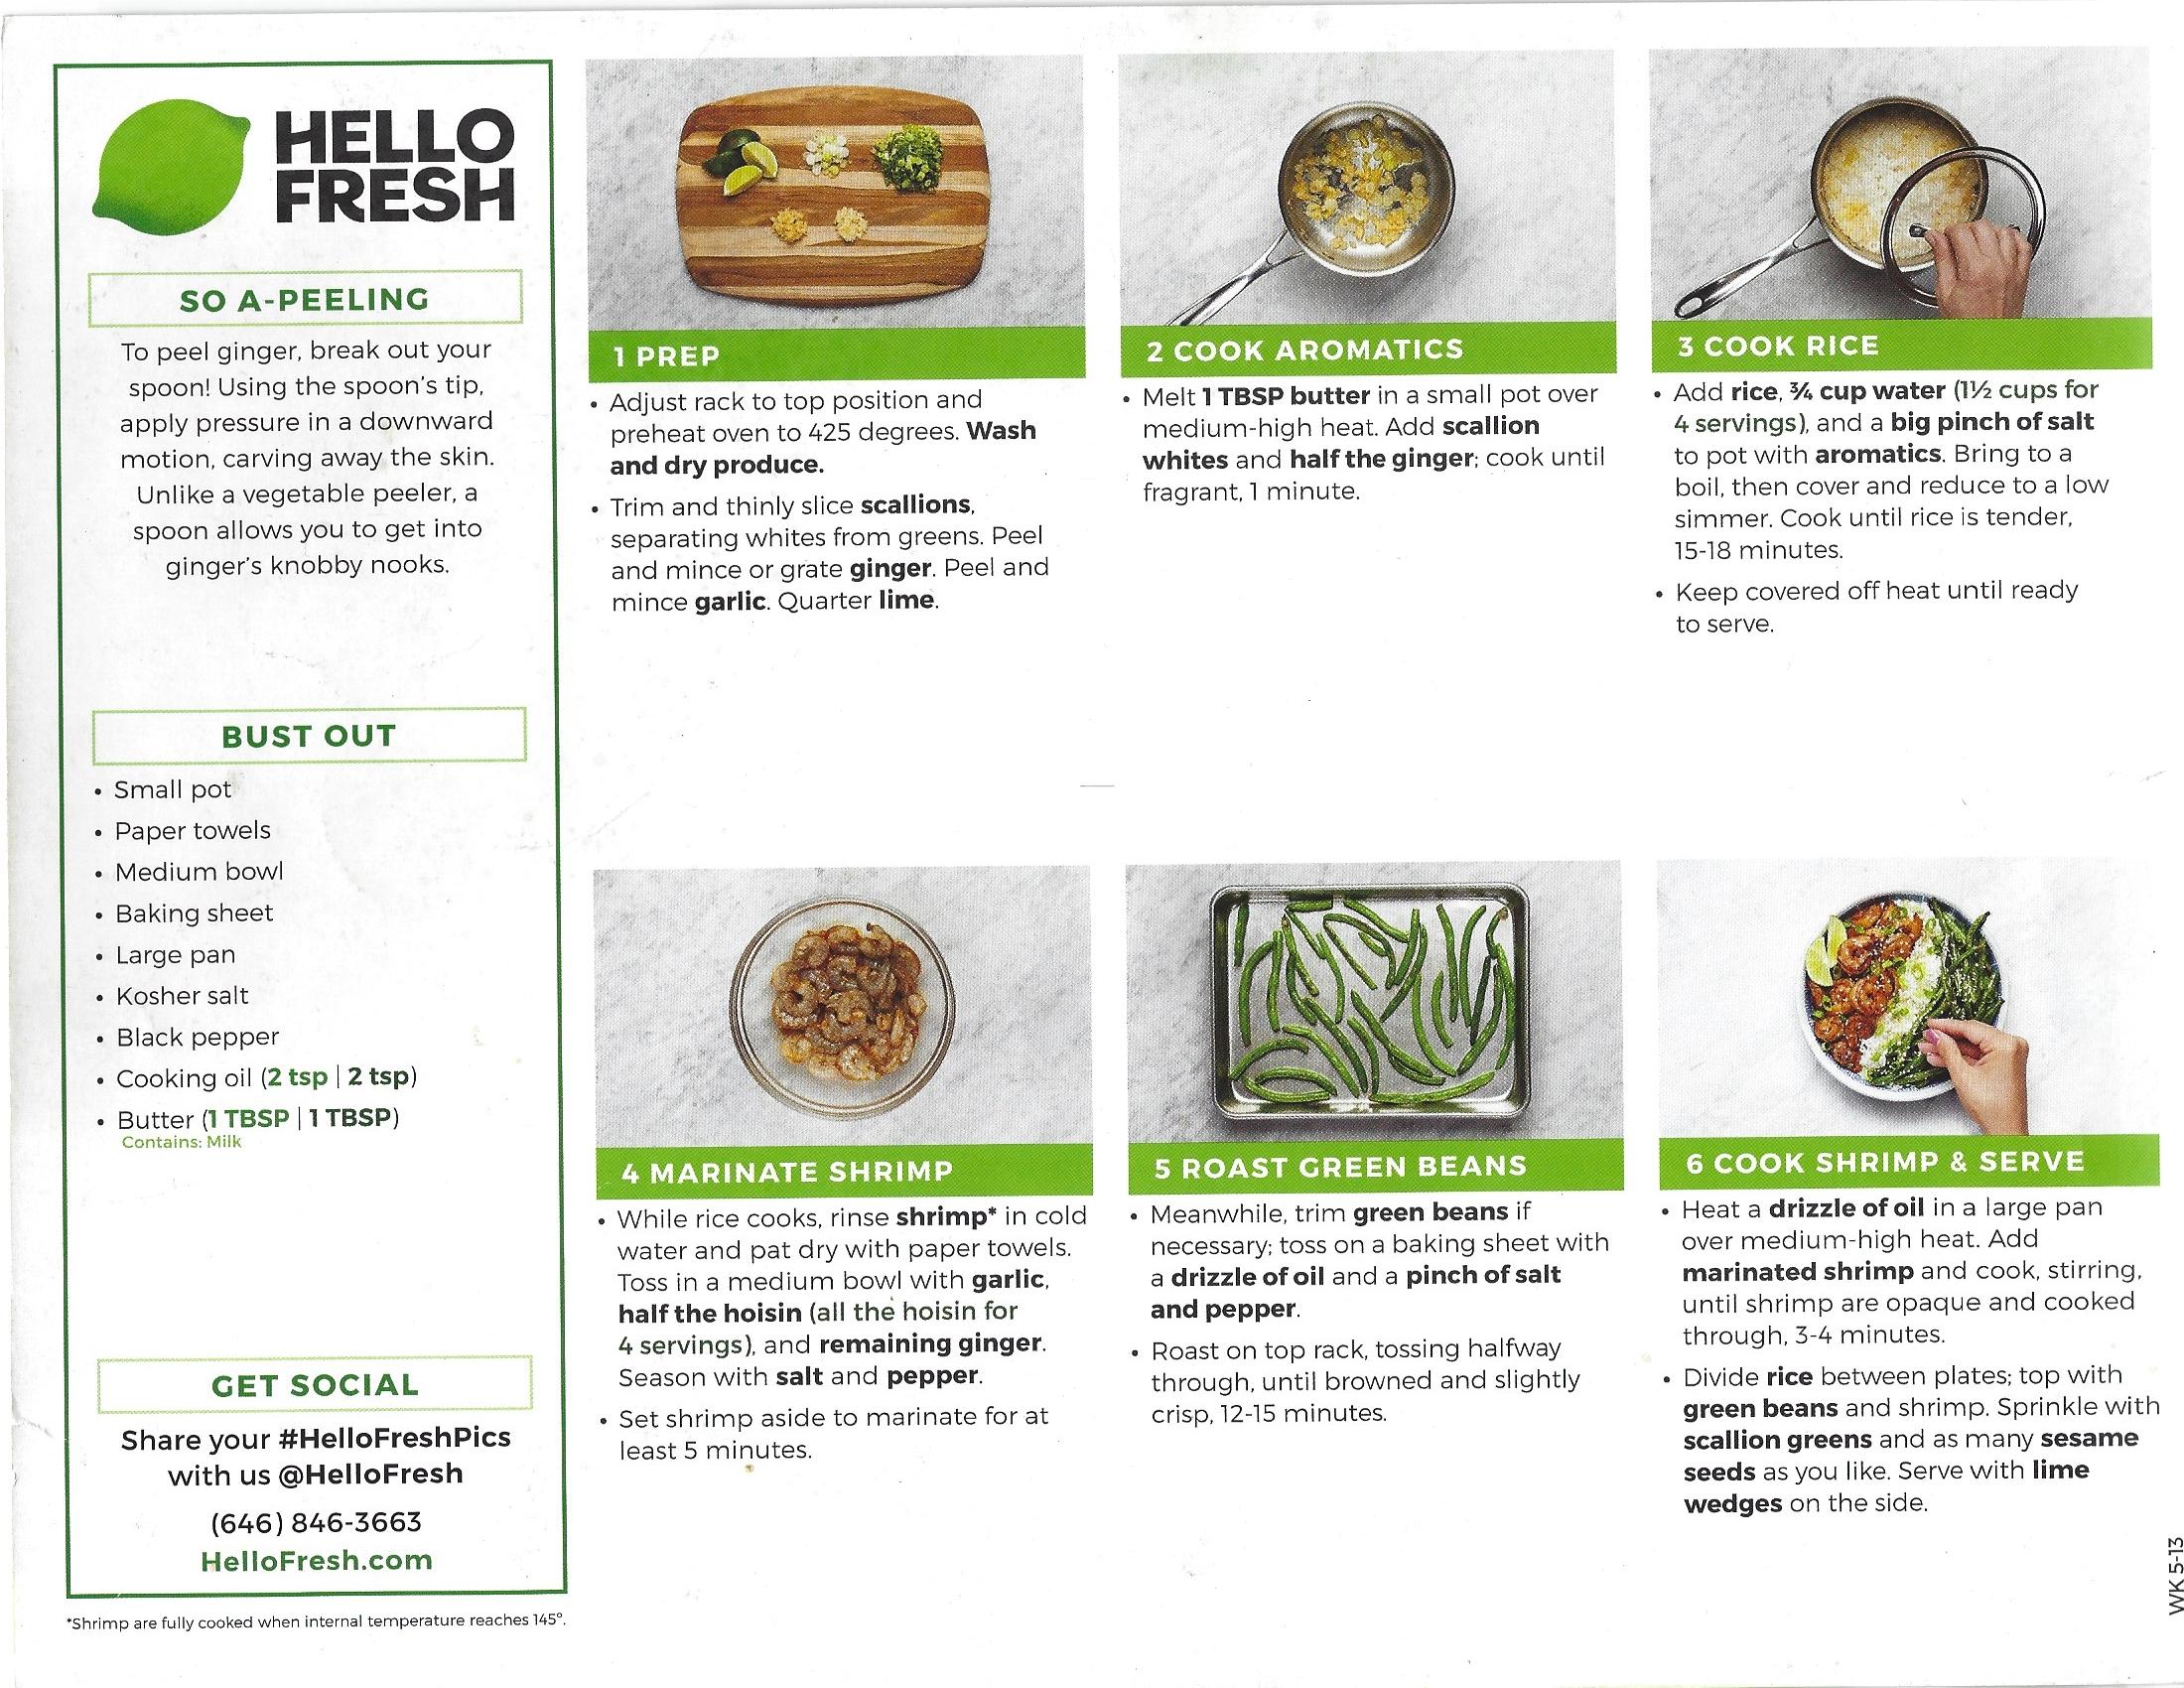 HELLO
FRESH
SO A-PEELING
To peel ginger, break out your
spoon! Using the spoon's tip,
apply pressure in a downward
motion, carving away the skin.
Unlike a vegetable peeler, a
spoon allows you to get into
ginger's knobby nooks.
BUST OUT
• Small pot
• Paper towels
• Medium bowl
• Baking sheet
• Large pan
• Kosher salt
• Black pepper
• Cooking oil (2 tsp | 2 tsp)
• Butter (1 TBSP | 1 TBSP)
Contains: Milk
GET SOCIAL
Share your #HelloFreshPics
with us @HelloFresh
(646) 846-3663
HelloFresh.com
*Shrimp are fully cooked when internal temperature reaches 145°.
1 PREP
• Adjust rack to top position and
preheat oven to 425 degrees. Wash
and dry produce.
• Trim and thinly slice scallions,
separating whites from greens. Peel
and mince or grate ginger. Peel and
mince garlic. Quarter lime.
2 COOK AROMATICS
• Melt 1 TBSP butter in a small pot over
medium-high heat. Add scallion
whites and half the ginger; cook until
fragrant, 1 minute.
3 COOK RICE
• Add rice, ¾ cup water (1½ cups for
4 servings), and a big pinch of salt
to pot with aromatics. Bring to a
boil, then cover and reduce to a low
simmer. Cook until rice is tender,
15-18 minutes.
• Keep covered off heat until ready
to serve.
4 MARINATE SHRIMP
• While rice cooks, rinse shrimp* in cold
water and pat dry with paper towels.
Toss in a medium bowl with garlic,
half the hoisin (all the hoisin for
4 servings), and remaining ginger.
Season with salt and pepper.
• Set shrimp aside to marinate for at
least 5 minutes.
5 ROAST GREEN BEANS
• Meanwhile, trim green beans if
necessary; toss on a baking sheet with
a drizzle of oil and a pinch of salt
and pepper.
• Roast on top rack, tossing halfway
through, until browned and slightly
crisp, 12-15 minutes.
6 COOK SHRIMP & SERVE
• Heat a drizzle of oil in a large pan
over medium-high heat. Add
marinated shrimp and cook, stirring,
until shrimp are opaque and cooked
through, 3-4 minutes.
• Divide rice between plates; top with
green beans and shrimp. Sprinkle with
scallion greens and as many sesame
seeds as you like. Serve with lime
wedges on the side.
WK 5-13